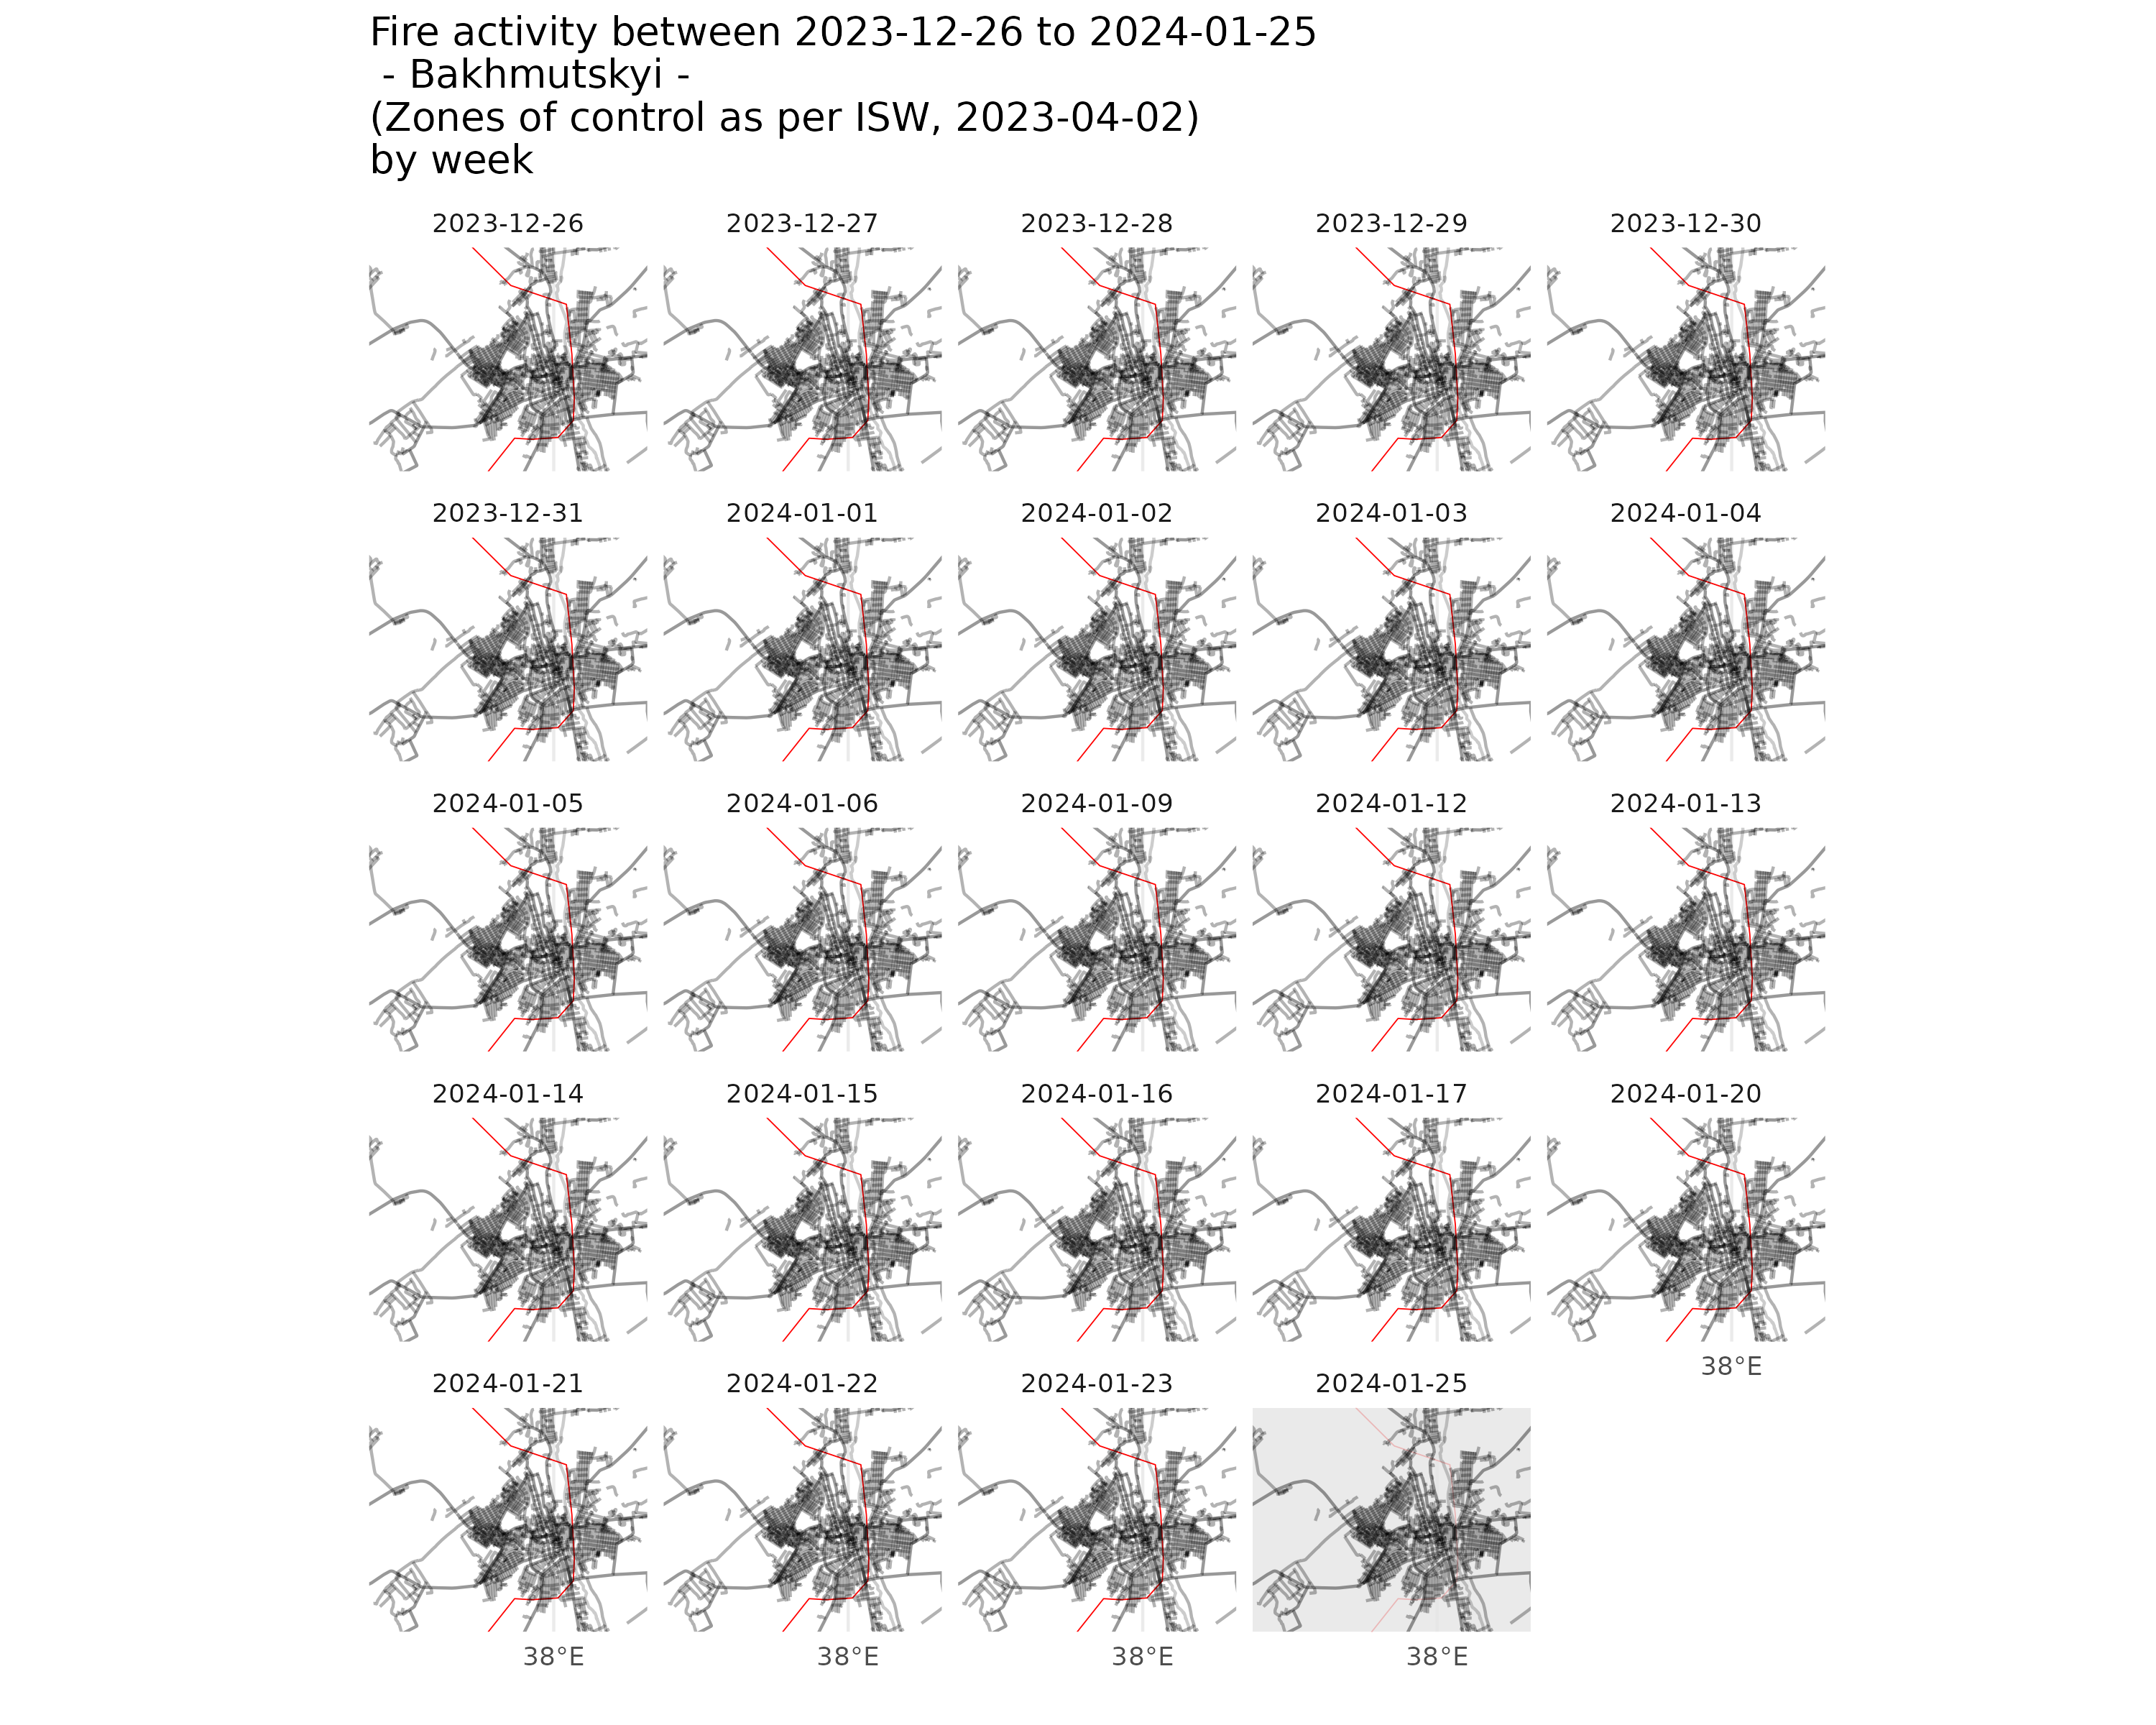 Fire activity between 2023-12-26 to 2024-01-25
- Bakhmutskyi -
(Zones of control as per ISW, 2023-04-02)
by week
2023-12-26 2023-12-27 2023-12-28 2023-12-29 2023-12-30
2023-12-31 2024-01-01 2024-01-02 2024-01-03 2024-01-04
2024-01-05 2024-01-06 2024-01-09 2024-01-12 2024-01-13
2024-01-14 2024-01-15 2024-01-16 2024-01-17 2024-01-20
38°E
2024-01-21 2024-01-22 2024-01-23 2024-01-25
38°E 38°E 38°E 38°E